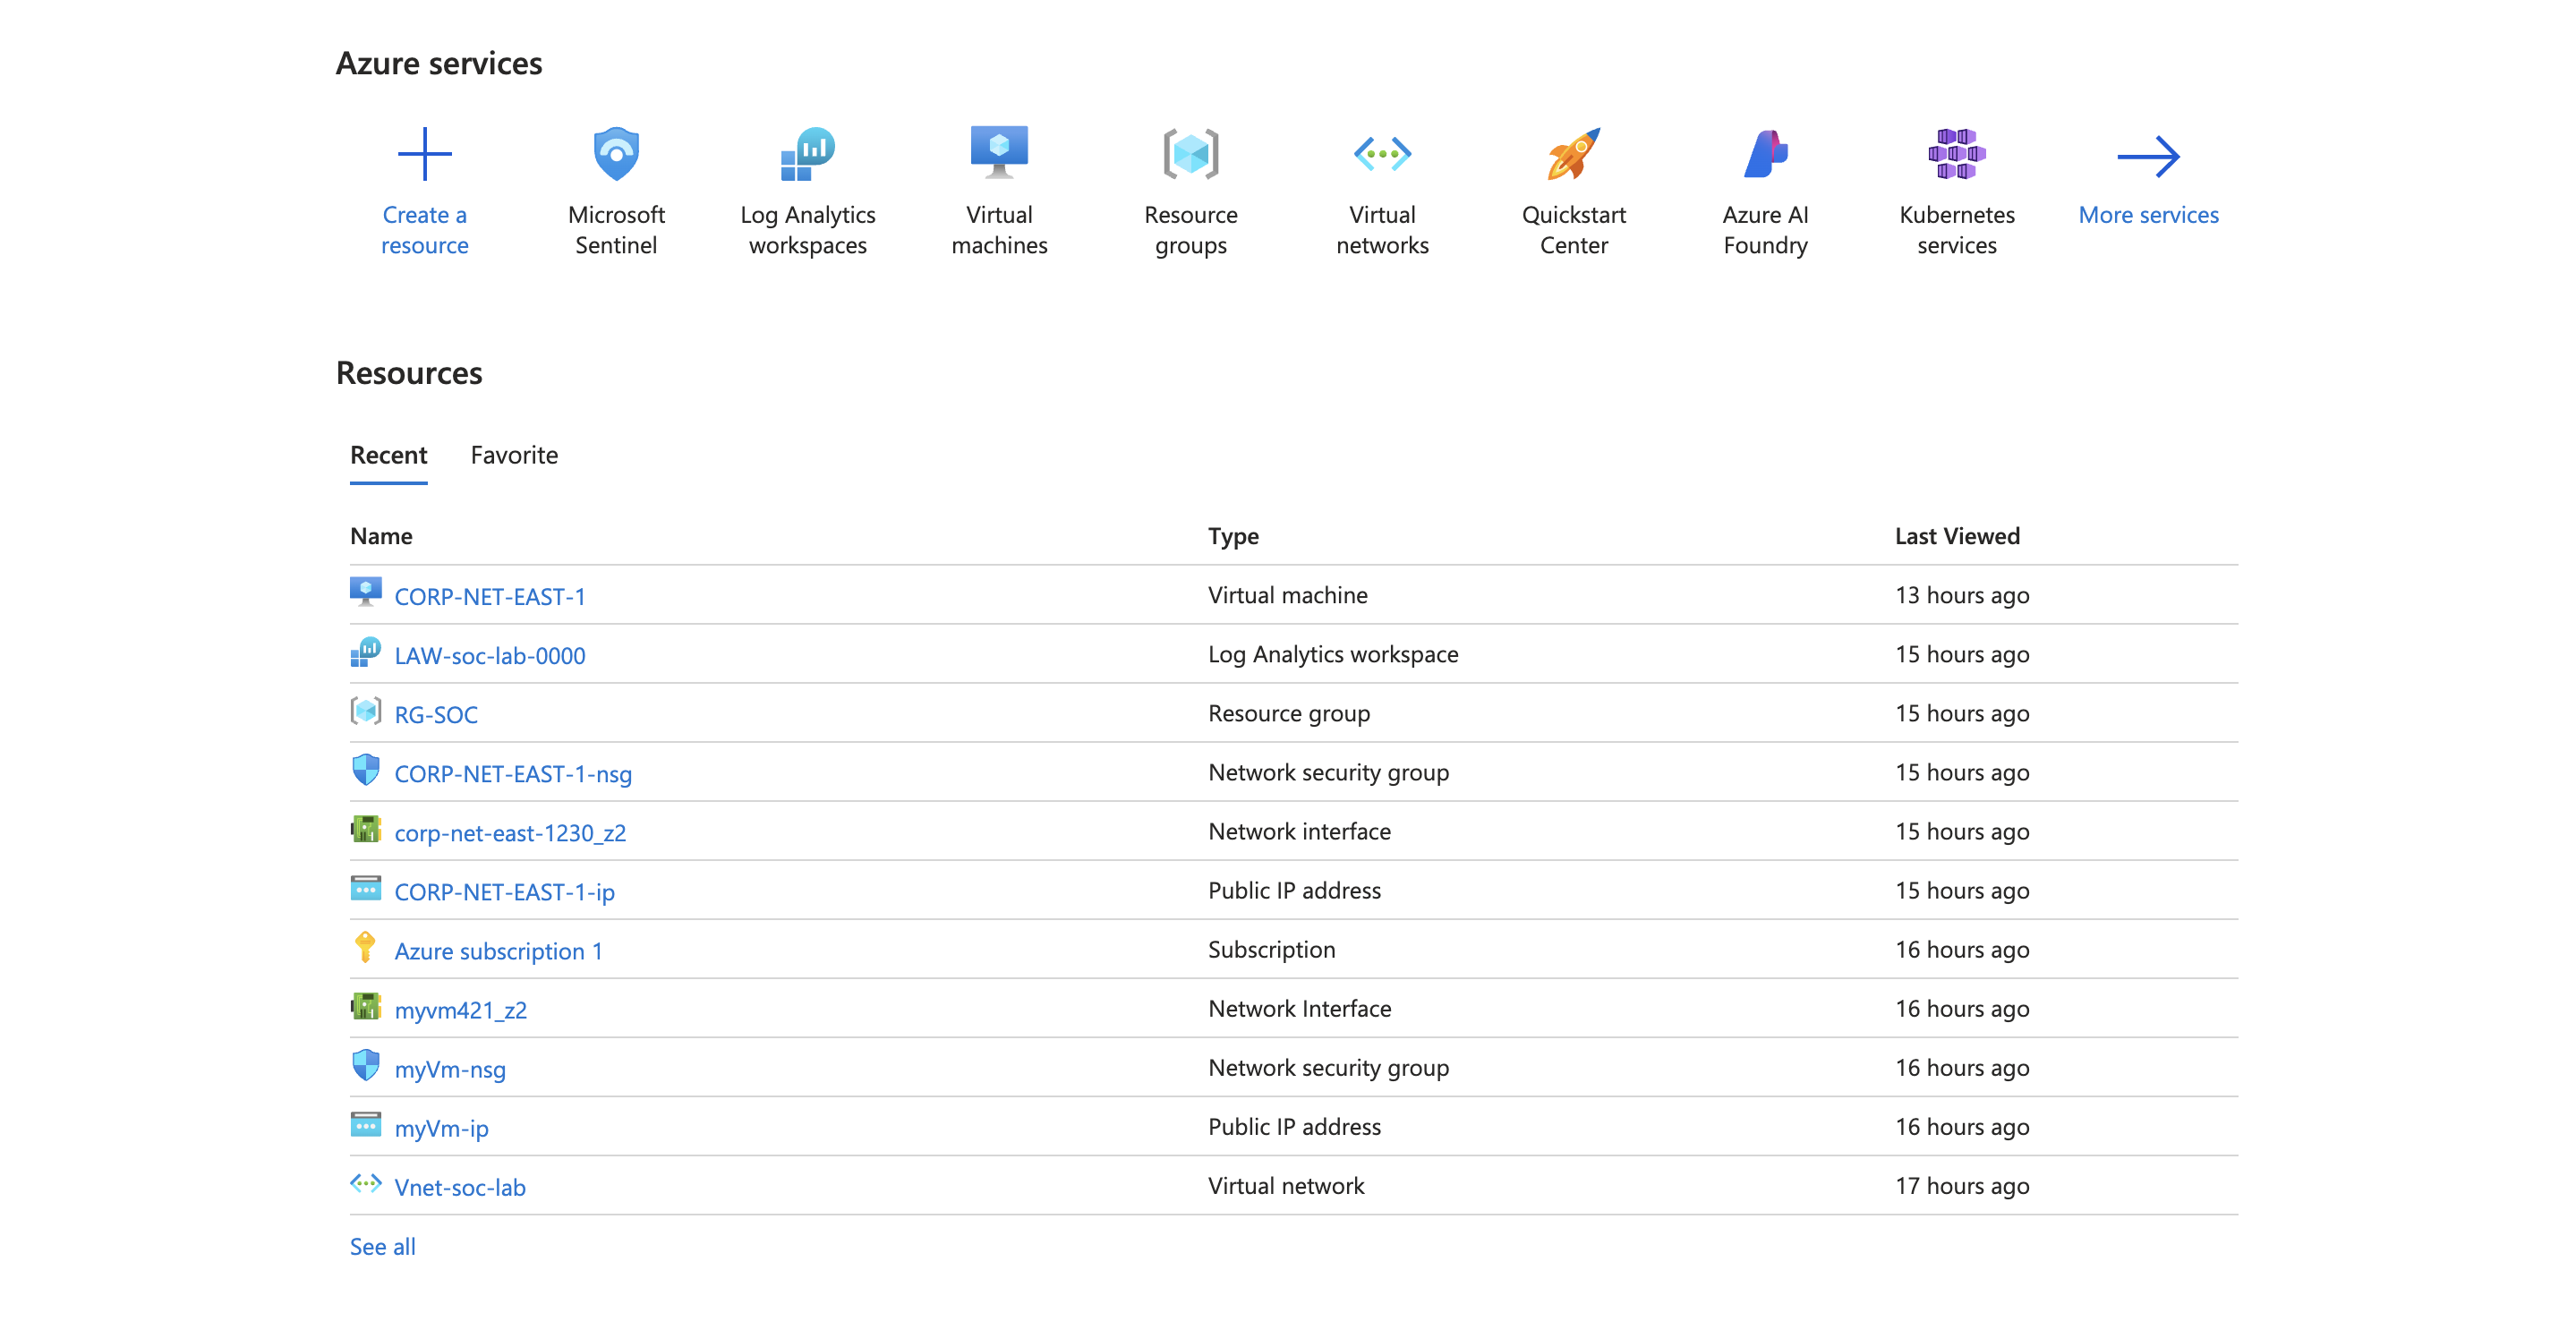 Azure services
Create a
resource
Microsoft
Sentinel
Log Analytics
workspaces
Virtual
machines
Resource
groups
Virtual
networks
Quickstart
Center
Azure AI
Foundry
Kubernetes
services
More services
Resources
Recent Favorite
Name Type Last Viewed
CORP-NET-EAST-1 Virtual machine 13 hours ago
LAW-soc-lab-0000 Log Analytics workspace 15 hours ago
RG-SOC Resource group 15 hours ago
CORP-NET-EAST-1-nsg Network security group 15 hours ago
corp-net-east-1230_z2 Network interface 15 hours ago
CORP-NET-EAST-1-ip Public IP address 15 hours ago
Azure subscription 1 Subscription 16 hours ago
myvm421_z2 Network Interface 16 hours ago
myVm-nsg Network security group 16 hours ago
myVm-ip Public IP address 16 hours ago
Vnet-soc-lab Virtual network 17 hours ago
See all